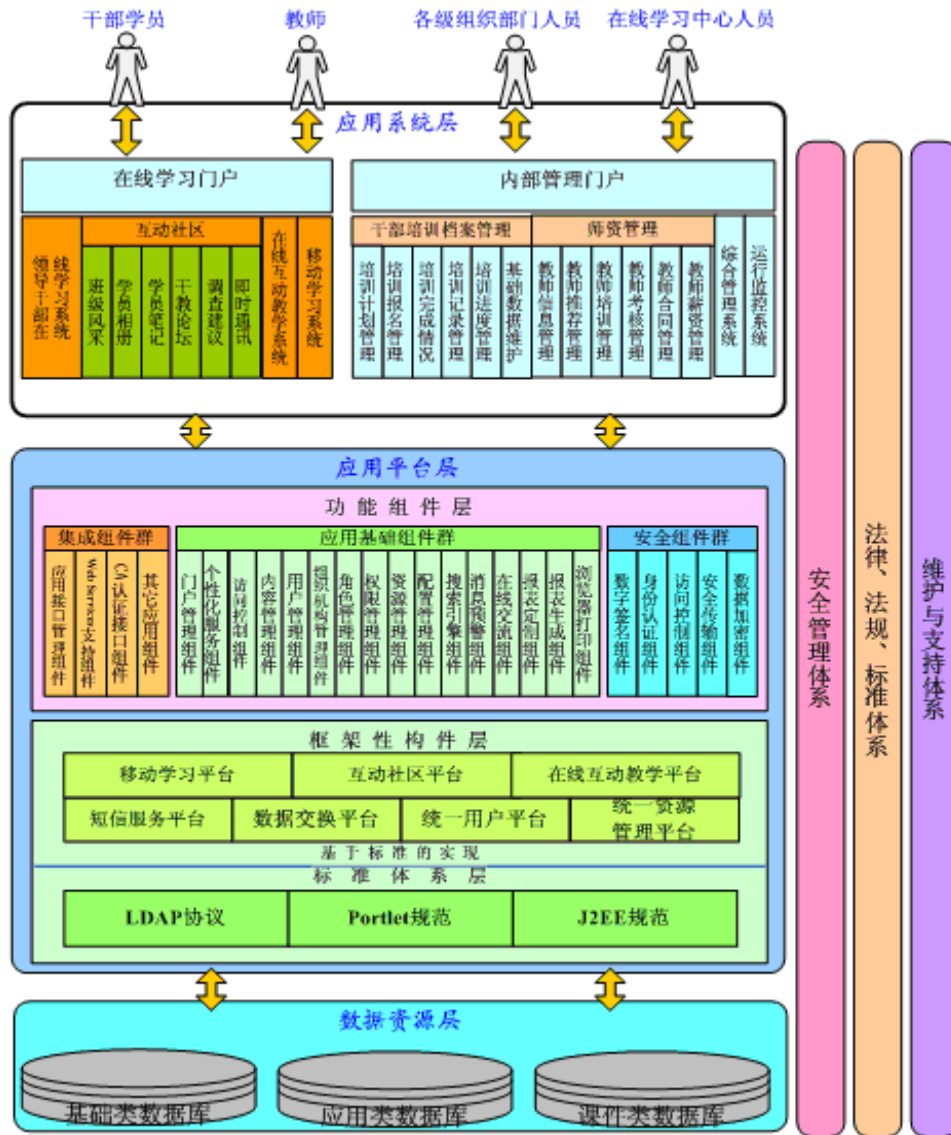 干部学员
教师
各级组织部门人员
在线学习中心人员
应用系统层
在线学习门户
内部管理门户
领导干部在
线学习系统
互动社区
班级风采
学员相册
学员笔记
干教论坛
调查建议
即时通讯
在线互动教学系统
移动学习系统
干部培训档案管理
培训计划管理
培训报名管理
培训完成情况
培训记录管理
培训进度管理
基础数据维护
师资管理
教师信息管理
教师推荐管理
教师培训管理
教师考核管理
教师合同管理
教师薪资管理
综合管理系统
运行监控系统
应用平台层
功能组件层
集成组件群
应用接口管理组件
Web Services支持组件
CA认证接口组件
其它应用组件
应用基础组件群
门户管理组件
个性化服务组件
访问控制组件
内容管理组件
用户管理组件
组织机构管理组件
角色管理组件
权限管理组件
资源管理组件
配置管理组件
搜索引擎组件
消息预警组件
在线交流组件
报表定制组件
报表生成组件
浏览器打印组件
安全组件群
数字签名组件
身份认证组件
访问控制组件
安全传输组件
数据加密组件
框架性构件层
移动学习平台
互动社区平台
在线互动教学平台
短信服务平台
数据交换平台
统一用户平台
统一资源
管理平台
基于标准的实现
标准体系层
LDAP协议
Portlet规范
J2EE规范
数据资源层
基础类数据库
应用类数据库
课件类数据库
安全管理体系
法律、法规、标准体系
维护与支持体系